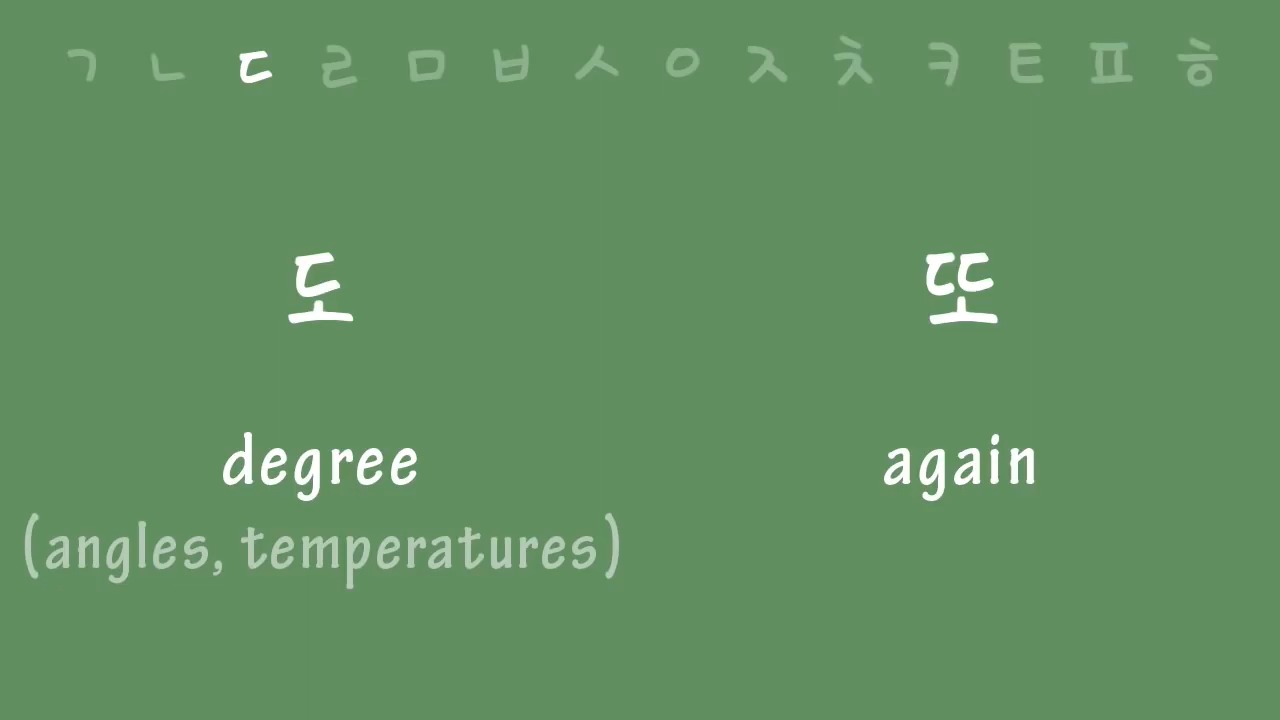 ㄱ ㄴ ㄷ ㄹ ㅁ ㅂ ㅅ ㅇ ㅈ ㅊ ㅋ ㅌ ㅍ ㅎ
도 또
degree again
(angles, temperatures)